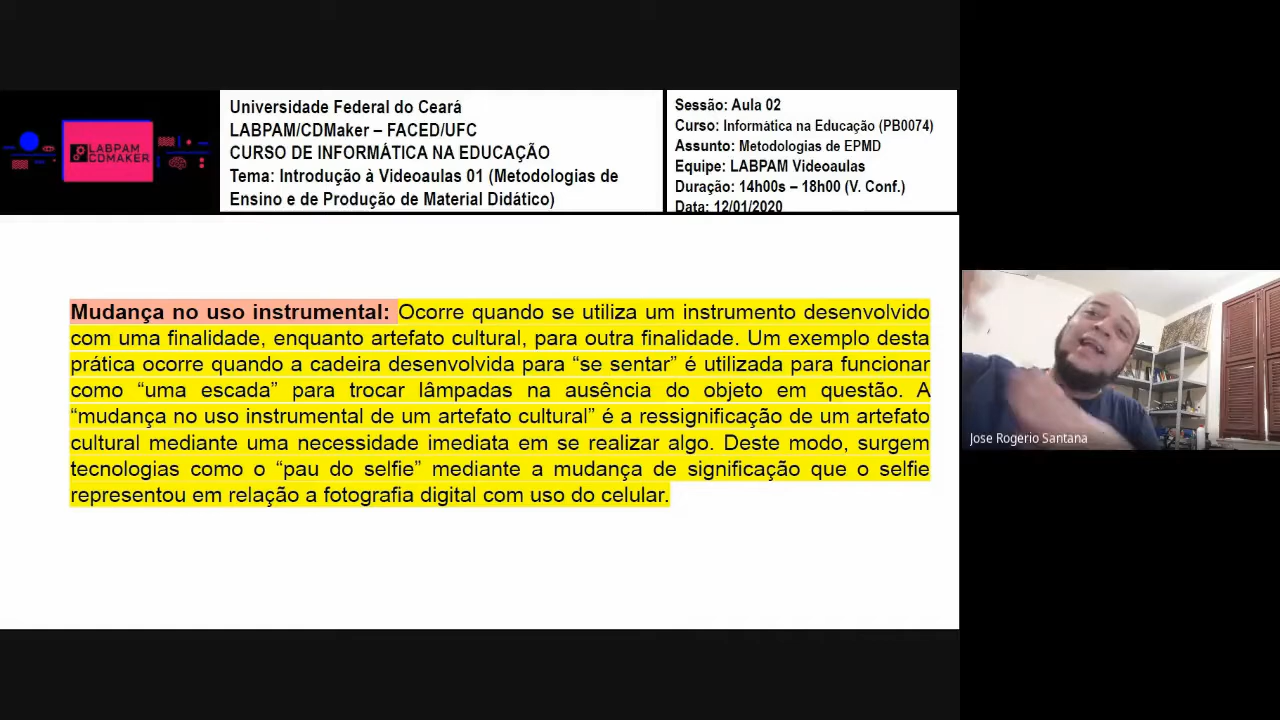 Universidade Federal do Ceará
LABPAM/CDMaker – FACED/UFC
CURSO DE INFORMÁTICA NA EDUCAÇÃO
Tema: Introdução à Videoaulas 01 (Metodologias de
Ensino e de Produção de Material Didático)
Sessão: Aula 02
Curso: Informática na Educação (PB0074)
Assunto: Metodologias de EPMD
Equipe: LABPAM Videoaulas
Duração: 14h00s – 18h00 (V. Conf.)
Data: 12/01/2020
LABPAM
CDMAKER
Mudança no uso instrumental: Ocorre quando se utiliza um instrumento desenvolvido
com uma finalidade, enquanto artefato cultural, para outra finalidade. Um exemplo desta
prática ocorre quando a cadeira desenvolvida para “se sentar” é utilizada para funcionar
como “uma escada” para trocar lâmpadas na ausência do objeto em questão. A
“mudança no uso instrumental de um artefato cultural” é a ressignificação de um artefato
cultural mediante uma necessidade imediata em se realizar algo. Deste modo, surgem
tecnologias como o “pau do selfie” mediante a mudança de significação que o selfie
representou em relação a fotografia digital com uso do celular.
Jose Rogerio Santana